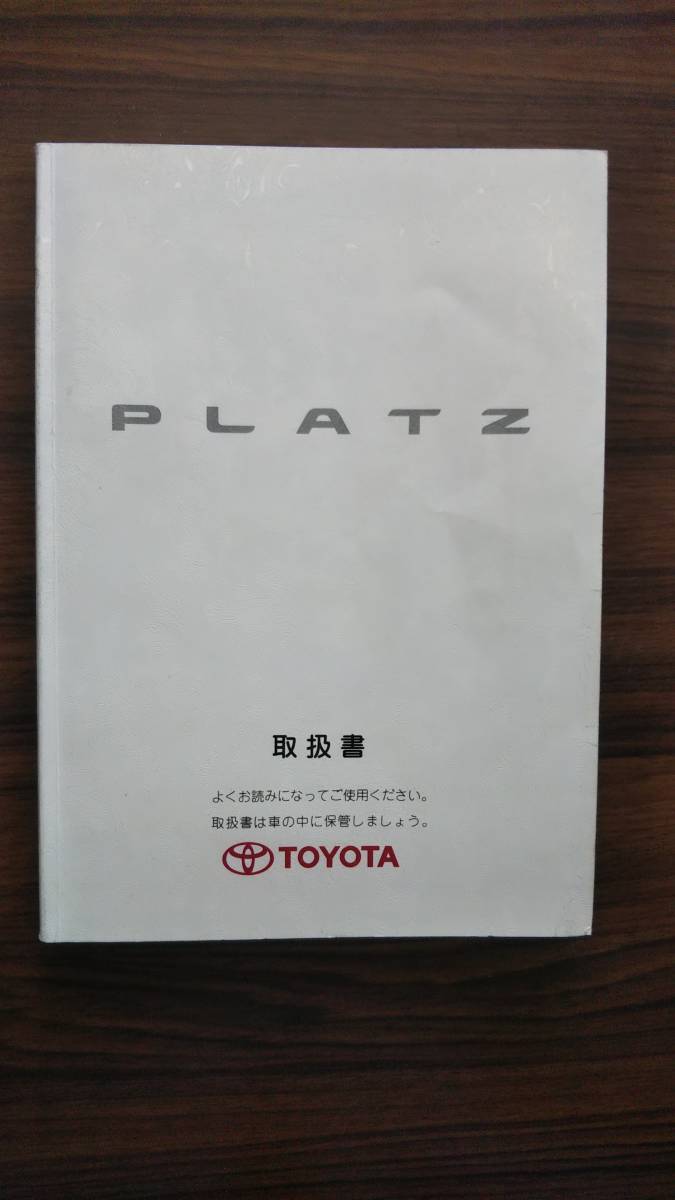 PLATZ
取扱書
よくお読みになってご使用ください。
取扱書は車の中に保管しましょう。
TOYOTA